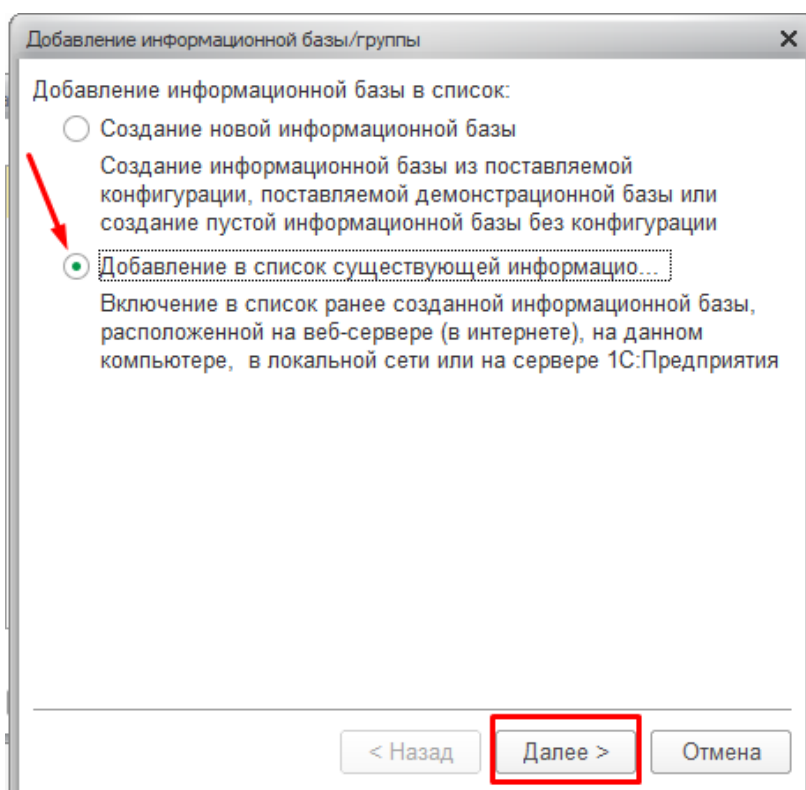 Добавление информационной базы/группы
Добавление информационной базы в список:
Создание новой информационной базы
Создание информационной базы из поставляемой
конфигурации, поставляемой демонстрационной базы или
создание пустой информационной базы без конфигурации
Добавление в список существующей информацио...
Включение в список ранее созданной информационной базы,
расположенной на веб-сервере (в интернете), на данном
компьютере, в локальной сети или на сервере 1С:Предприятия
< Назад Далее > Отмена